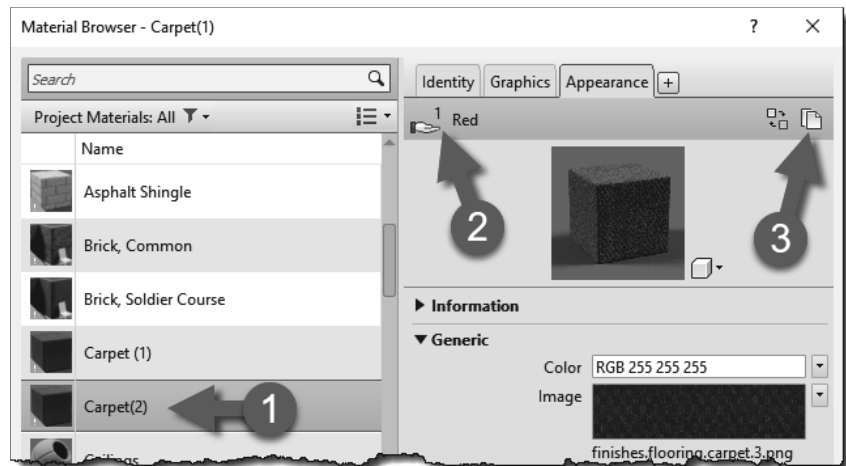 Material Browser - Carpet(1) ? ×
Search
Project Materials: All
Name
Asphalt Shingle
Brick, Common
Brick, Soldier Course
Carpet (1)
Carpet(2)
Ceilings
1
Identity Graphics Appearance +
1 Red
2
3
Information
Generic
Color RGB 255 255 255
Image
finishes.flooring.carpet.3.png